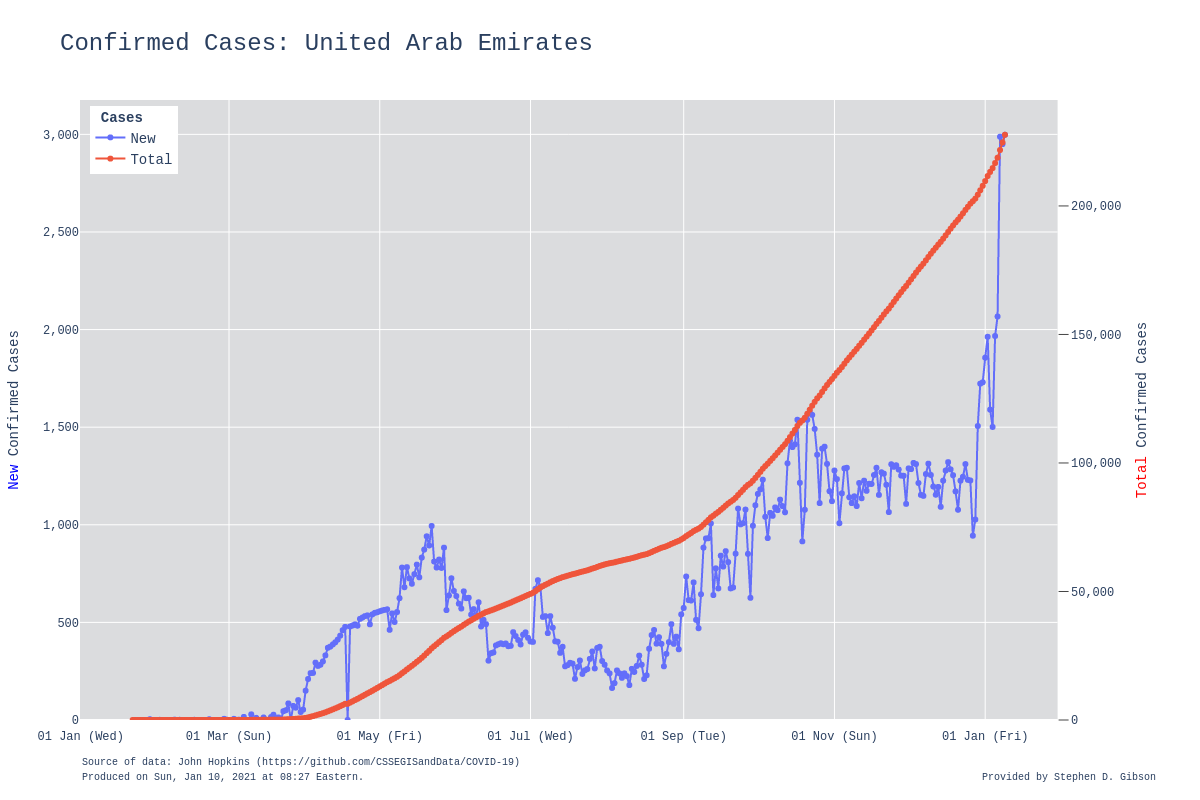 Confirmed Cases: United Arab Emirates
Cases
New
Total
3,000
2,500
2,000
1,500
1,000
500
0
200,000
150,000
100,000
50,000
0
New Confirmed Cases
Total Confirmed Cases
01 Jan (Wed) 01 Mar (Sun) 01 May (Fri) 01 Jul (Wed) 01 Sep (Tue) 01 Nov (Sun) 01 Jan (Fri)
Source of data: John Hopkins (https://github.com/CSSEGISandData/COVID-19)
Produced on Sun, Jan 10, 2021 at 08:27 Eastern.
Provided by Stephen D. Gibson